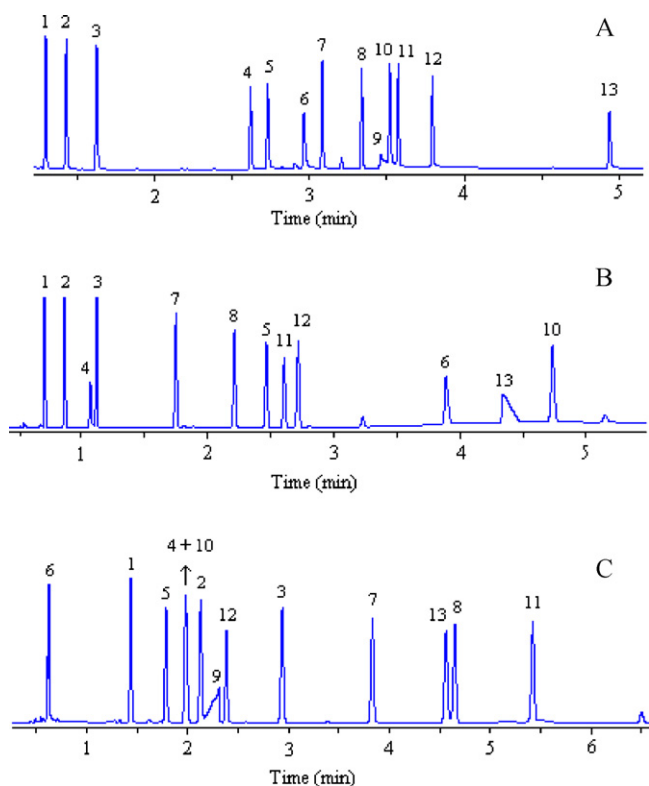 A
1 2 3 4 5 6 7 8 9 10 11 12 13
2 3 4 5
Time (min)
B
1 2 4 3 7 8 5 11 12 6 13 10
1 2 3 4 5
Time (min)
C
4 + 10
6 1 5 2 9 12 3 7 13 8 11
1 2 3 4 5 6
Time (min)